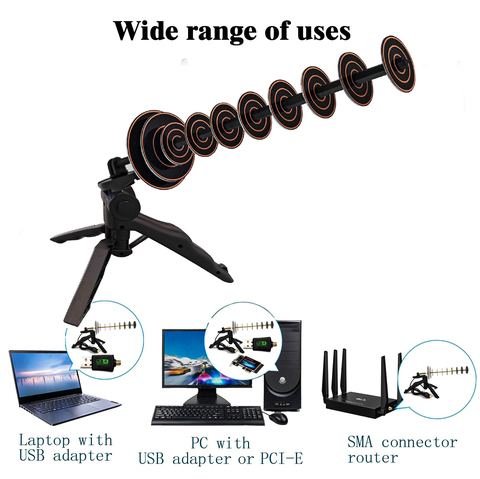 Wide range of uses
Laptop with
USB adapter
PC with
USB adapter or PCI-E
SMA connector
router